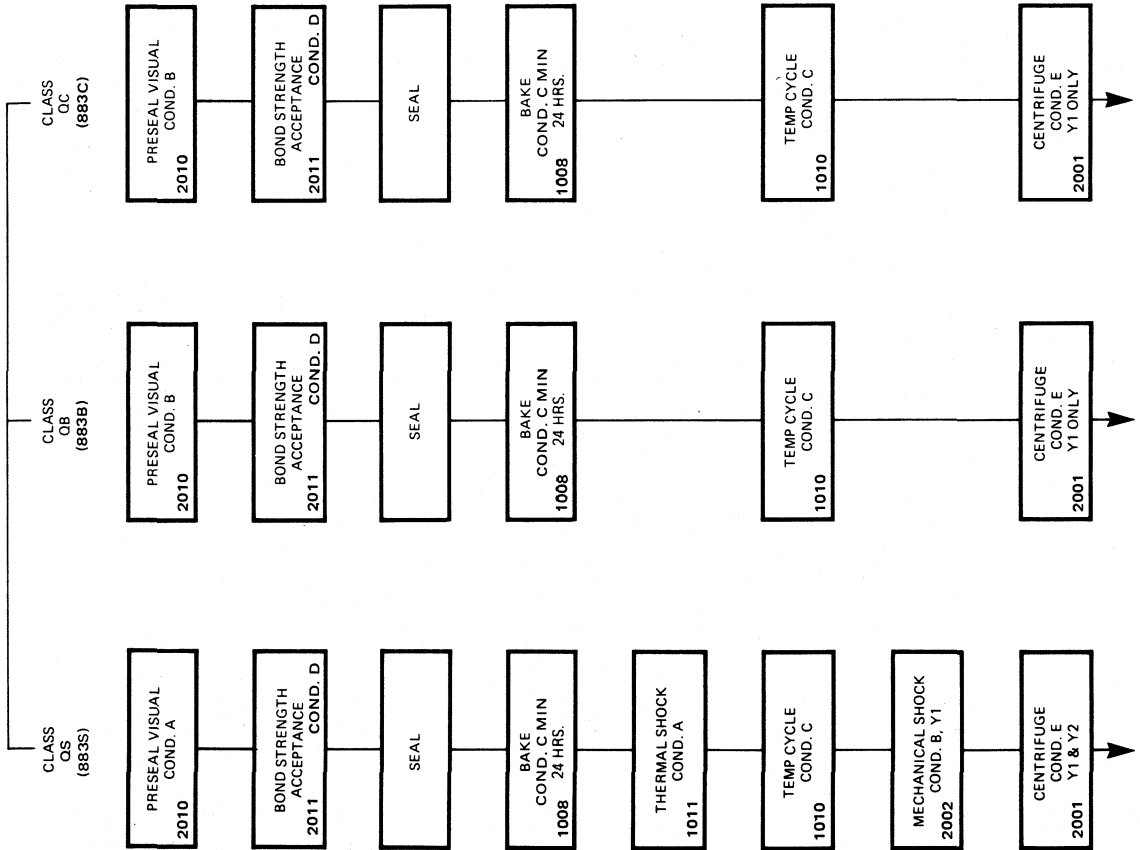 CLASS
QS
(883S)
PRESEAL VISUAL
COND. A
2010
BOND STRENGTH
ACCEPTANCE
COND. D
2011
SEAL
BAKE
COND. C MIN
24 HRS.
1008
THERMAL SHOCK
COND. A
1011
TEMP CYCLE
COND. C
1010
MECHANICAL SHOCK
COND. B, Y1
2002
CENTRIFUGE
COND. E
Y1 & Y2
2001
CLASS
QB
(883B)
PRESEAL VISUAL
COND. B
2010
BOND STRENGTH
ACCEPTANCE
COND. D
2011
SEAL
BAKE
COND. C MIN
24 HRS.
1008
TEMP CYCLE
COND. C
1010
CENTRIFUGE
COND. E
Y1 ONLY
2001
CLASS
QC
(883C)
PRESEAL VISUAL
COND. B
2010
BOND STRENGTH
ACCEPTANCE
COND. D
2011
SEAL
BAKE
COND. C MIN
24 HRS.
1008
TEMP CYCLE
COND. C
1010
CENTRIFUGE
COND. E
Y1 ONLY
2001